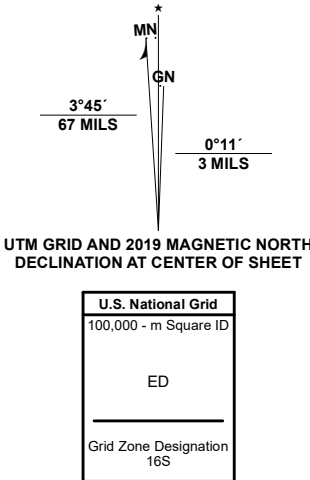 MN
GN
3°45´
67 MILS
0°11´
3 MILS
UTM GRID AND 2019 MAGNETIC NORTH
DECLINATION AT CENTER OF SHEET
U.S. National Grid
100,000 - m Square ID
ED
Grid Zone Designation
16S